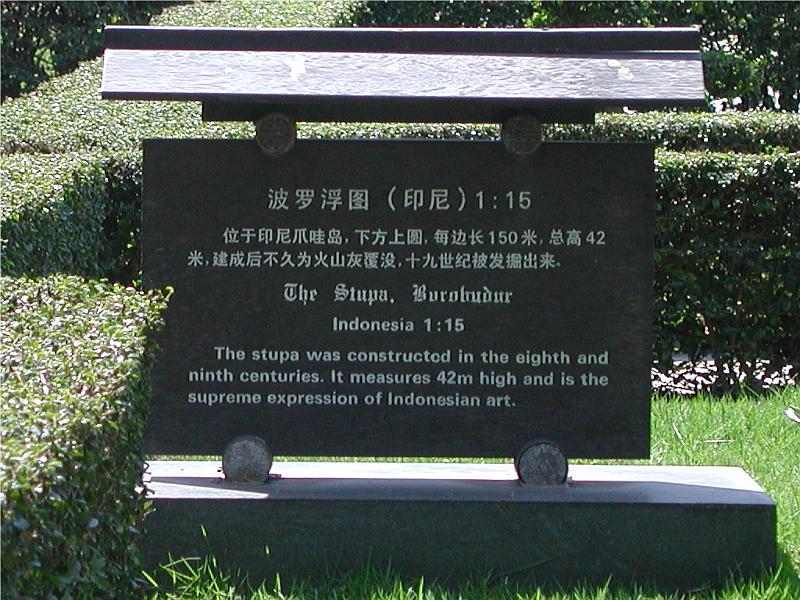 波罗浮图（印尼）1:15
位于印尼爪哇岛，下方上圆，每边长150米，总高42
米，建成后不久为火山灰覆没，十九世纪被发掘出来。
The Stupa. Borobudur
Indonesia 1:15
The stupa was constructed in the eighth and
ninth centuries. It measures 42m high and is the
supreme expression of Indonesian art.